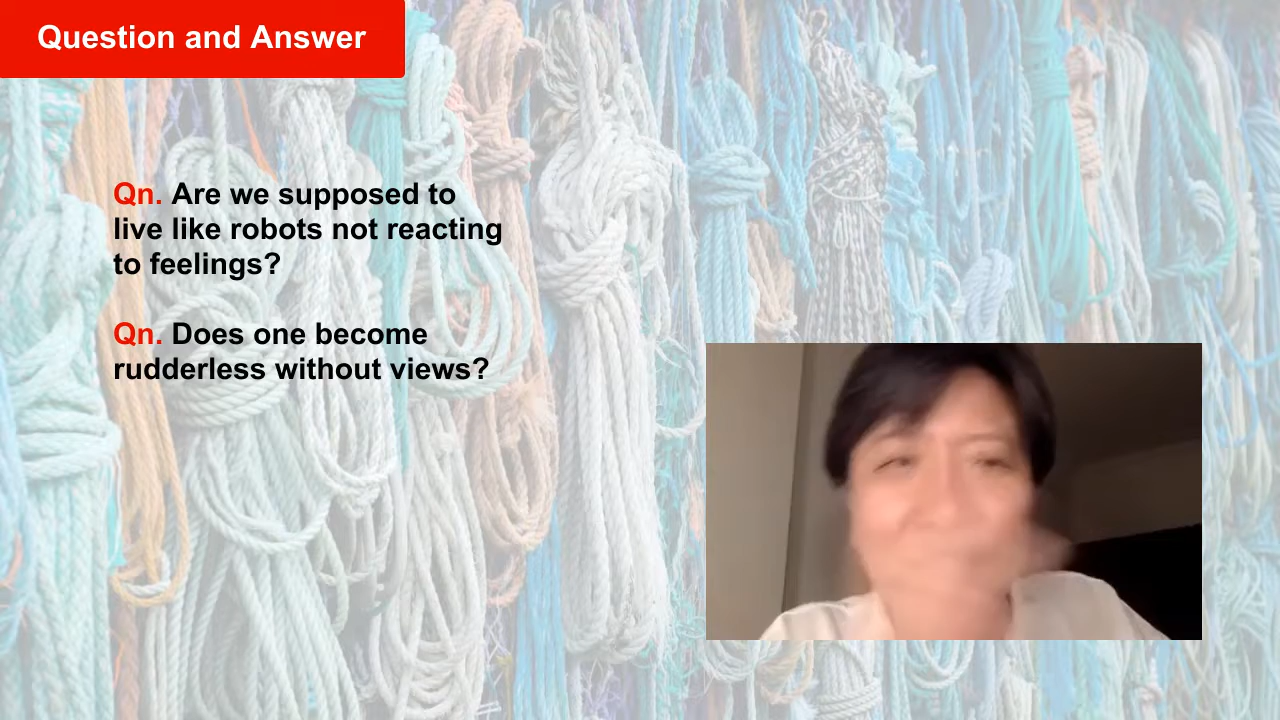 Question and Answer
Qn. Are we supposed to
live like robots not reacting
to feelings?
Qn. Does one become
rudderless without views?